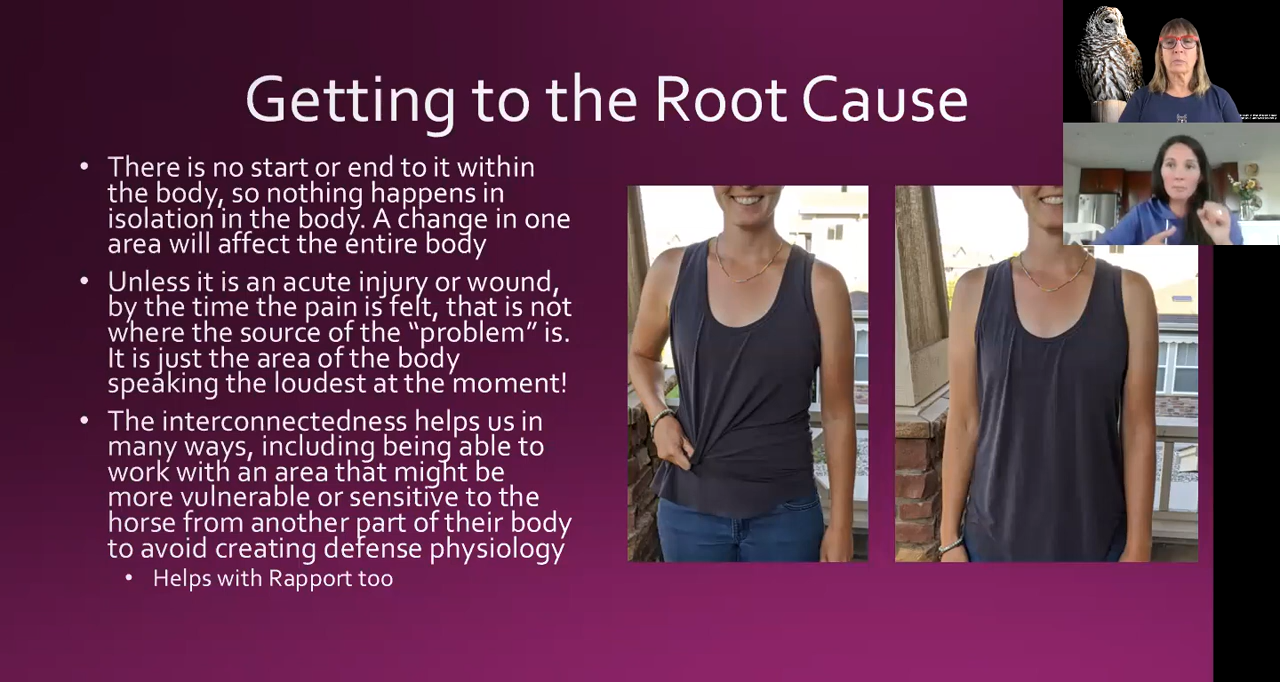 Getting to the Root Cause
• There is no start or end to it within
the body, so nothing happens in
isolation in the body. A change in one
area will affect the entire body
• Unless it is an acute injury or wound,
by the time the pain is felt, that is not
where the source of the “problem” is.
It is just the area of the body
speaking the loudest at the moment!
• The interconnectedness helps us in
many ways, including being able to
work with an area that might be
more vulnerable or sensitive to the
horse from another part of their body
to avoid creating defense physiology
• Helps with Rapport too